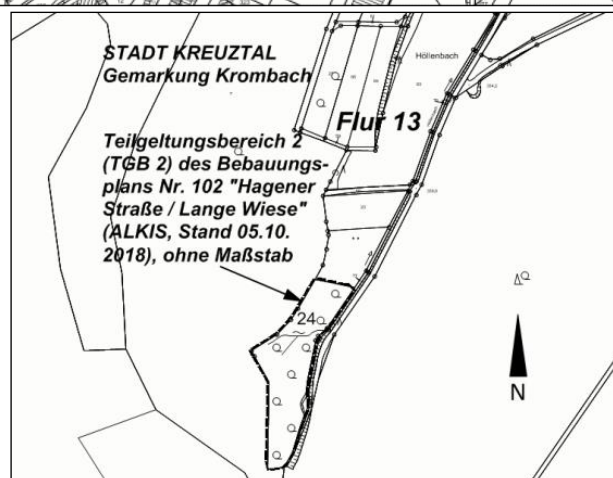 STADT KREUZTAL
Gemarkung Krombach
Höllenbach
Flur 13
Teilgeltungsbereich 2
(TGB 2) des Bebauungs-
plans Nr. 102 "Hagener
Straße / Lange Wiese"
(ALKIS, Stand 05.10.
2018), ohne Maßstab
24
N